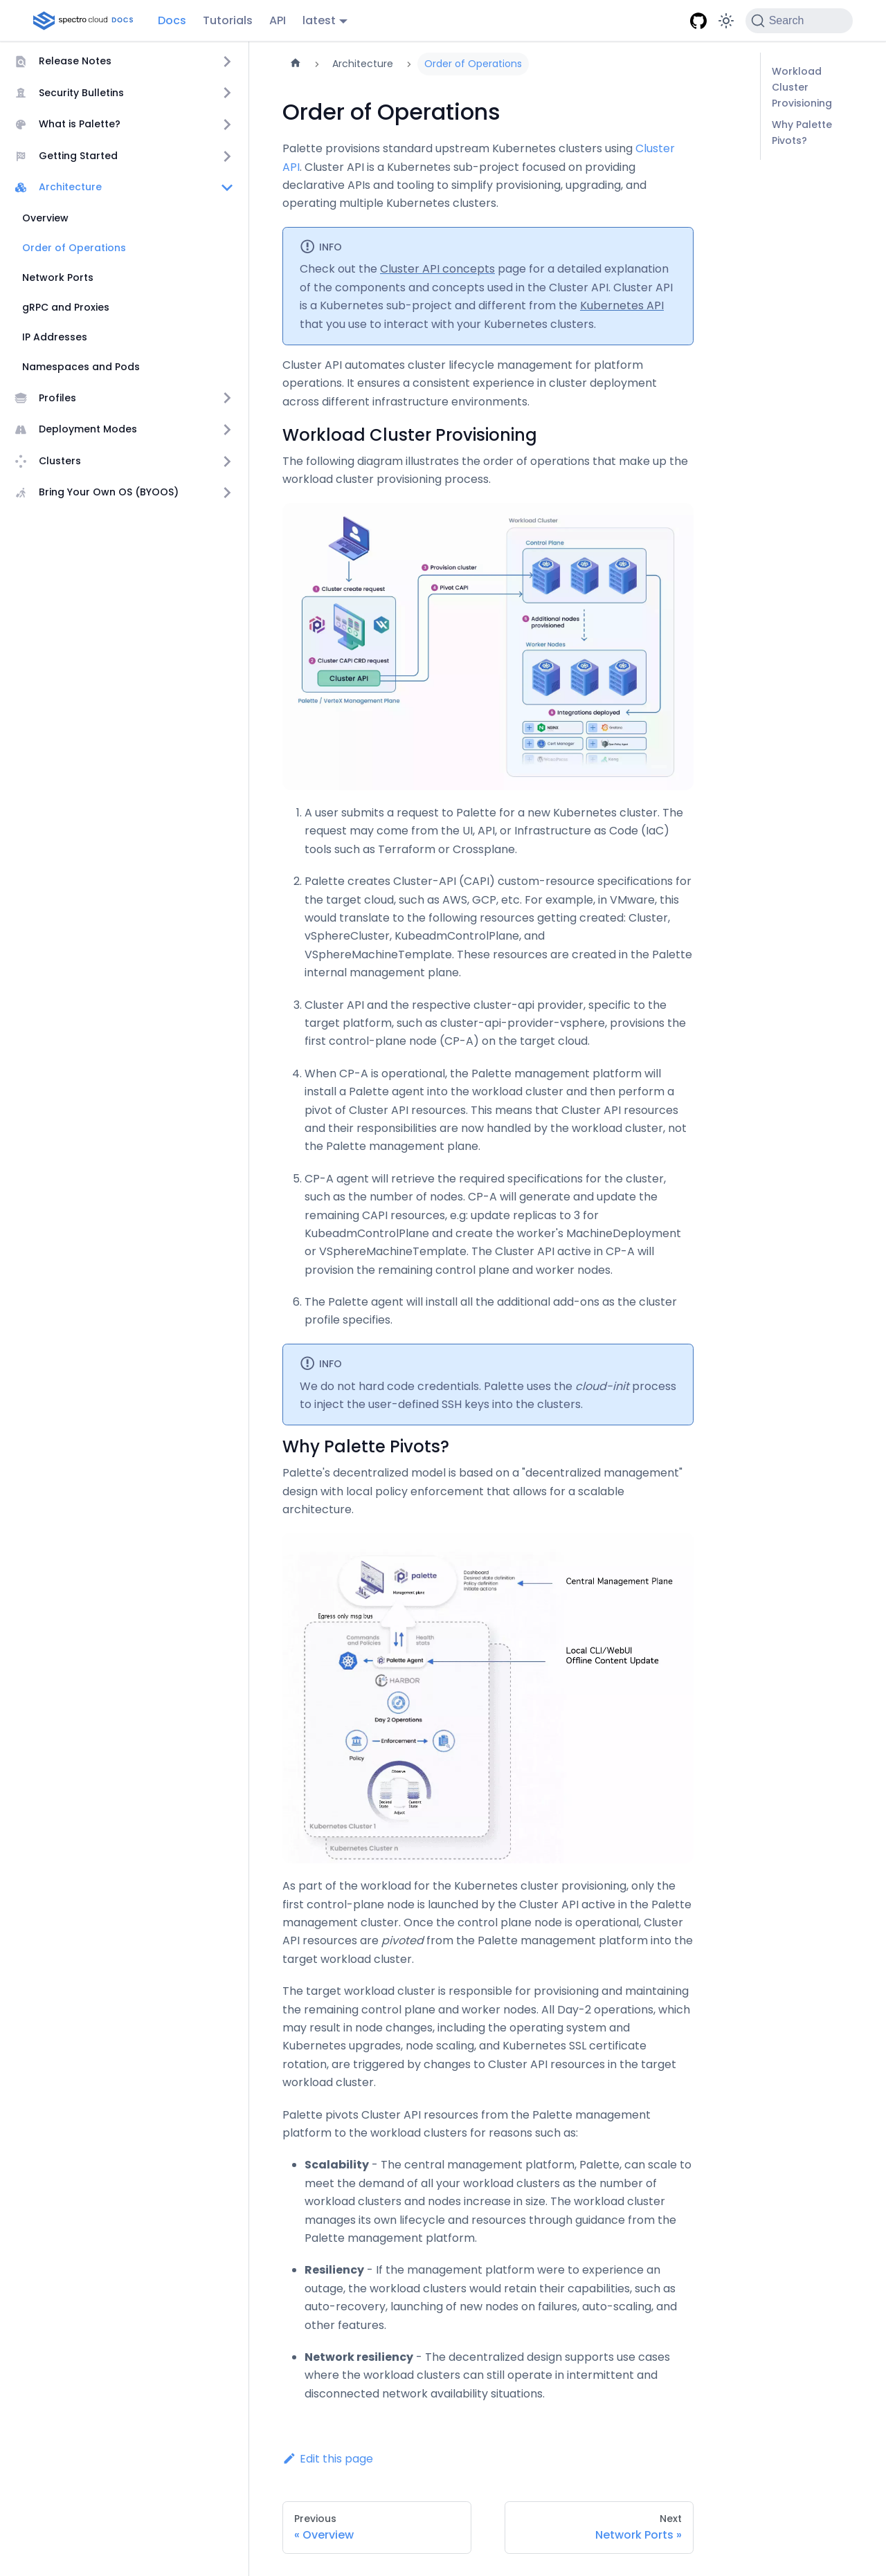 spectro cloud DOCS
Docs
Tutorials
API
latest
Search
Release Notes
Security Bulletins
What is Palette?
Getting Started
Architecture
Overview
Order of Operations
Network Ports
gRPC and Proxies
IP Addresses
Namespaces and Pods
Profiles
Deployment Modes
Clusters
Bring Your Own OS (BYOOS)
Architecture
Order of Operations
Order of Operations
Palette provisions standard upstream Kubernetes clusters using Cluster
API. Cluster API is a Kubernetes sub-project focused on providing
declarative APIs and tooling to simplify provisioning, upgrading, and
operating multiple Kubernetes clusters.
INFO
Check out the Cluster API concepts page for a detailed explanation
of the components and concepts used in the Cluster API. Cluster API
is a Kubernetes sub-project and different from the Kubernetes API
that you use to interact with your Kubernetes clusters.
Cluster API automates cluster lifecycle management for platform
operations. It ensures a consistent experience in cluster deployment
across different infrastructure environments.
Workload Cluster Provisioning
The following diagram illustrates the order of operations that make up the
workload cluster provisioning process.
Workload Cluster
Control Plane
3 Provision cluster
4 Pivot CAPI
1 Cluster create request
5 Additional nodes
provisioned
Worker Nodes
2 Cluster CAPI CRD request
Cluster API
Palette / VerteX Management Plane
6 Integrations deployed
NGINX
Cert Manager
1. A user submits a request to Palette for a new Kubernetes cluster. The
request may come from the UI, API, or Infrastructure as Code (IaC)
tools such as Terraform or Crossplane.
2. Palette creates Cluster-API (CAPI) custom-resource specifications for
the target cloud, such as AWS, GCP, etc. For example, in VMware, this
would translate to the following resources getting created: Cluster,
vSphereCluster, KubeadmControlPlane, and
VSphereMachineTemplate. These resources are created in the Palette
internal management plane.
3. Cluster API and the respective cluster-api provider, specific to the
target platform, such as cluster-api-provider-vsphere, provisions the
first control-plane node (CP-A) on the target cloud.
4. When CP-A is operational, the Palette management platform will
install a Palette agent into the workload cluster and then perform a
pivot of Cluster API resources. This means that Cluster API resources
and their responsibilities are now handled by the workload cluster, not
the Palette management plane.
5. CP-A agent will retrieve the required specifications for the cluster,
such as the number of nodes. CP-A will generate and update the
remaining CAPI resources, e.g: update replicas to 3 for
KubeadmControlPlane and create the worker's MachineDeployment
or VSphereMachineTemplate. The Cluster API active in CP-A will
provision the remaining control plane and worker nodes.
6. The Palette agent will install all the additional add-ons as the cluster
profile specifies.
INFO
We do not hard code credentials. Palette uses the cloud-init process
to inject the user-defined SSH keys into the clusters.
Why Palette Pivots?
Palette's decentralized model is based on a "decentralized management"
design with local policy enforcement that allows for a scalable
architecture.
palette
Management plane
Dashboard
Desired state definition
Policy definition
Initiate actions
Central Management Plane
Egress only msg bus
Commands
and Policies
Health
stats
Palette Agent
Local CLI/WebUI
Offline Content Update
HARBOR
Day 2 Operations
Enforcement
Policy
Observe
Desired
State
Current
State
Adjust
Kubernetes Cluster 1
Kubernetes Cluster n
As part of the workload for the Kubernetes cluster provisioning, only the
first control-plane node is launched by the Cluster API active in the Palette
management cluster. Once the control plane node is operational, Cluster
API resources are pivoted from the Palette management platform into the
target workload cluster.
The target workload cluster is responsible for provisioning and maintaining
the remaining control plane and worker nodes. All Day-2 operations, which
may result in node changes, including the operating system and
Kubernetes upgrades, node scaling, and Kubernetes SSL certificate
rotation, are triggered by changes to Cluster API resources in the target
workload cluster.
Palette pivots Cluster API resources from the Palette management
platform to the workload clusters for reasons such as:
Scalability - The central management platform, Palette, can scale to
meet the demand of all your workload clusters as the number of
workload clusters and nodes increase in size. The workload cluster
manages its own lifecycle and resources through guidance from the
Palette management platform.
Resiliency - If the management platform were to experience an
outage, the workload clusters would retain their capabilities, such as
auto-recovery, launching of new nodes on failures, auto-scaling, and
other features.
Network resiliency - The decentralized design supports use cases
where the workload clusters can still operate in intermittent and
disconnected network availability situations.
Edit this page
Previous
« Overview
Next
Network Ports »
Workload
Cluster
Provisioning
Why Palette
Pivots?